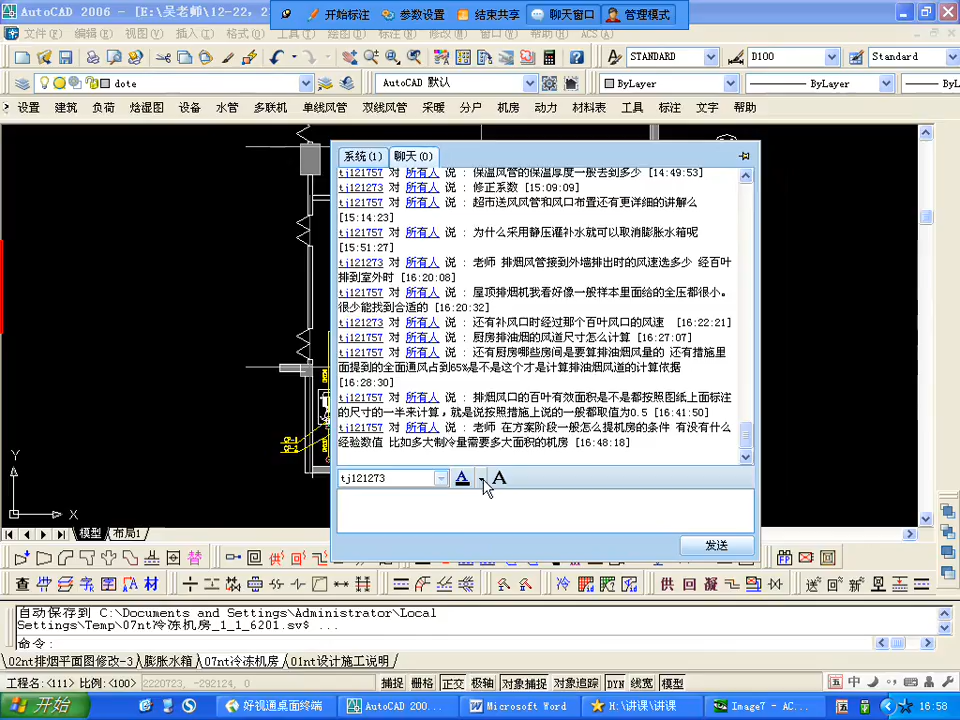 AutoCAD 2006 - [E:\吴老师\12-22，2
开始标注 参数设置 结束共享 聊天窗口 管理模式
文件(F) 编辑(E) 视图(V) 插入(I) 格式(O) 工具(T) 绘图(D) 标注(N) 修改(M) 窗口(W) 帮助(H) ACS(A)
STANDARD D100 Standard
dote AutoCAD 默认 ByLayer ByLayer ByLay
设置 建筑 负荷 焓湿图 设备 水管 多联机 单线风管 双线风管 采暖 分户 机房 动力 材料表 工具 标注 文字 帮助
系统(1) 聊天(0)
tj121757 对 所有人 说 : 保温风管的保温厚度一般去到多少 [14:49:53]
tj121273 对 所有人 说 : 修正系数 [15:09:09]
tj121757 对 所有人 说 : 超市送风风管和风口布置还有更详细的讲解么
[15:14:23]
tj121757 对 所有人 说 : 为什么采用静压灌补水就可以取消膨胀水箱呢
[15:51:27]
tj121273 对 所有人 说 : 老师 排烟风管接到外墙排出时的风速选多少 经百叶
排到室外时 [16:20:08]
tj121757 对 所有人 说 : 屋顶排烟机我看好像一般样本里面给的全压都很小。
很少能找到合适的 [16:20:32]
tj121273 对 所有人 说 : 还有补风口时经过那个百叶风口的风速 [16:22:21]
tj121757 对 所有人 说 : 厨房排油烟的风道尺寸怎么计算 [16:27:07]
tj121757 对 所有人 说 : 还有厨房哪些房间是要算排油烟风量的 还有措施里
面提到的全面通风占到65%是不是这个才是计算排油烟风道的计算依据
[16:28:30]
tj121757 对 所有人 说 : 排烟风口的百叶有效面积是不是都按照图纸上面标注
的尺寸的一半来计算，就是说按照措施上说的一般都取值为0.5 [16:41:50]
tj121757 对 所有人 说 : 老师 在方案阶段一般怎么提机房的条件 有没有什么
经验数值 比如多大制冷量需要多大面积的机房 [16:48:18]
tj121273 A A
发送
CP-1
CP-2
Y
X
模型 布局1
查 字 材 供 回 凝 送 回 新
自动保存到 C:\Documents and Settings\Administrator\Local
Settings\Temp\07nt冷冻机房_1_1_6201.sv$ ...
命令:
02nt排烟平面图修改-3 膨胀水箱 07nt冷冻机房 01nt设计施工说明
工程名:<111> 比例:<100> 2220723, -292124, 0 捕捉 栅格 正交 极轴 对象捕捉 对象追踪 DYN 线宽 模型
开始 好视通桌面终端 AutoCAD 200... Microsoft Word H:\讲课\讲课 Image7 - AC... 16:58